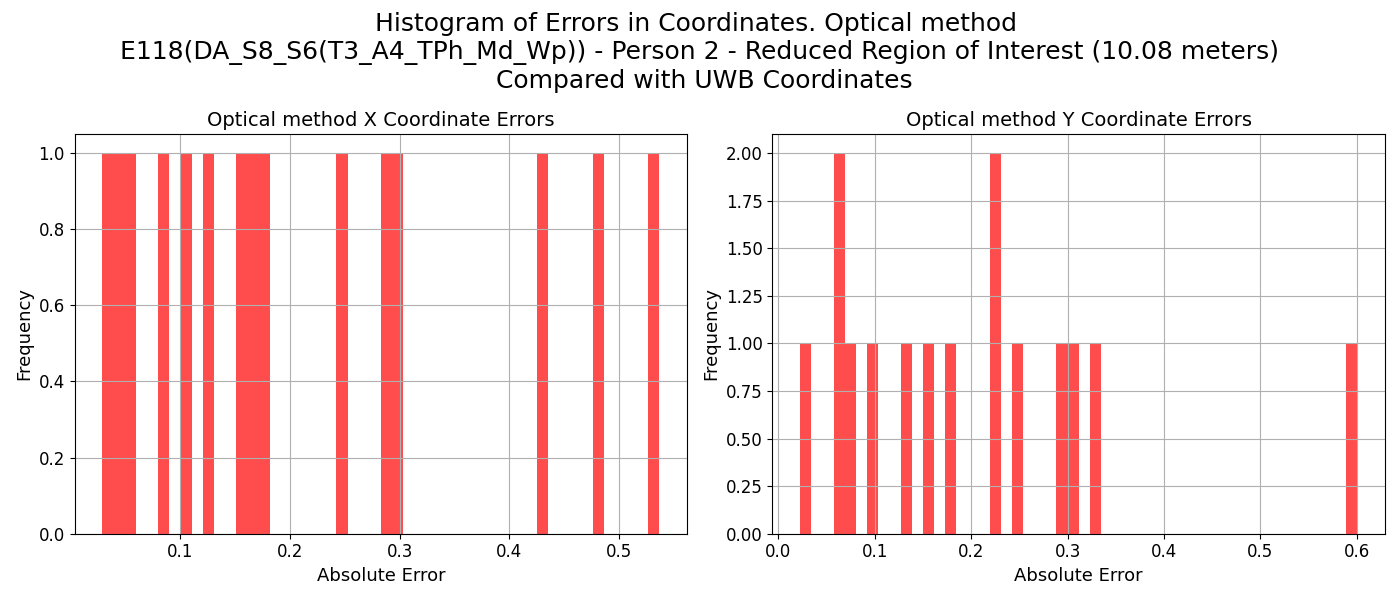 Histogram of Errors in Coordinates. Optical method
E118(DA_S8_S6(T3_A4_TPh_Md_Wp)) - Person 2 - Reduced Region of Interest (10.08 meters)
Compared with UWB Coordinates
Optical method X Coordinate Errors
Frequency
1.0
0.8
0.6
0.4
0.2
0.0
0.1 0.2 0.3 0.4 0.5
Absolute Error
Optical method Y Coordinate Errors
Frequency
2.00
1.75
1.50
1.25
1.00
0.75
0.50
0.25
0.00
0.0 0.1 0.2 0.3 0.4 0.5 0.6
Absolute Error